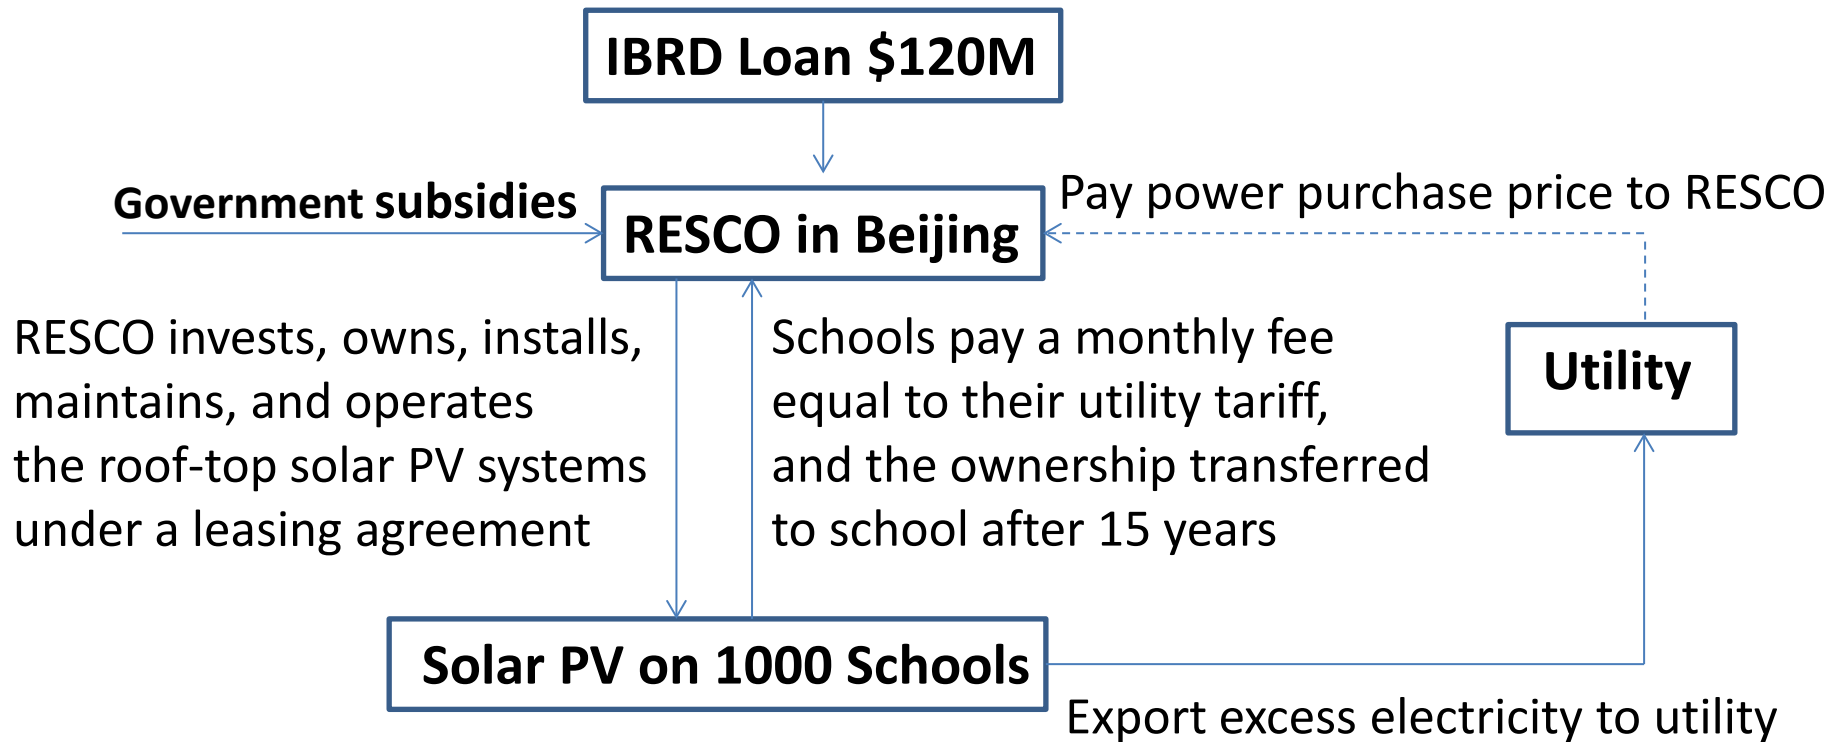 IBRD Loan $120M
Government subsidies
RESCO in Beijing
Pay power purchase price to RESCO
RESCO invests, owns, installs,
maintains, and operates
the roof-top solar PV systems
under a leasing agreement
Schools pay a monthly fee
equal to their utility tariff,
and the ownership transferred
to school after 15 years
Utility
Solar PV on 1000 Schools
Export excess electricity to utility